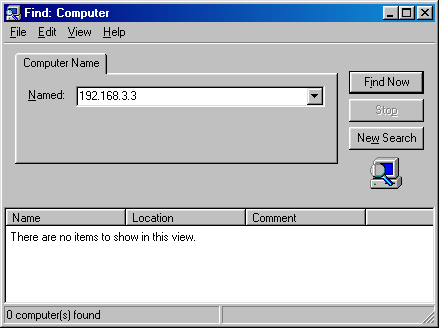 Find: Computer
File Edit View Help
Computer Name
Named: 192.168.3.3
Find Now
Stop
New Search
Name Location Comment
There are no items to show in this view.
0 computer(s) found